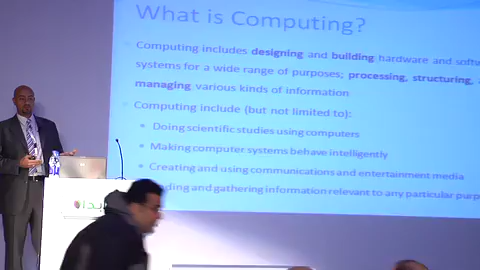 What is Computing?
Computing includes designing and building hardware and
systems for a wide range of purposes; processing, structuring,
managing various kinds of information
Computing include (but not limited to):
Doing scientific studies using computers
Making computer systems behave intelligently
Creating and using communications and entertainment media
and gathering information relevant to any particular